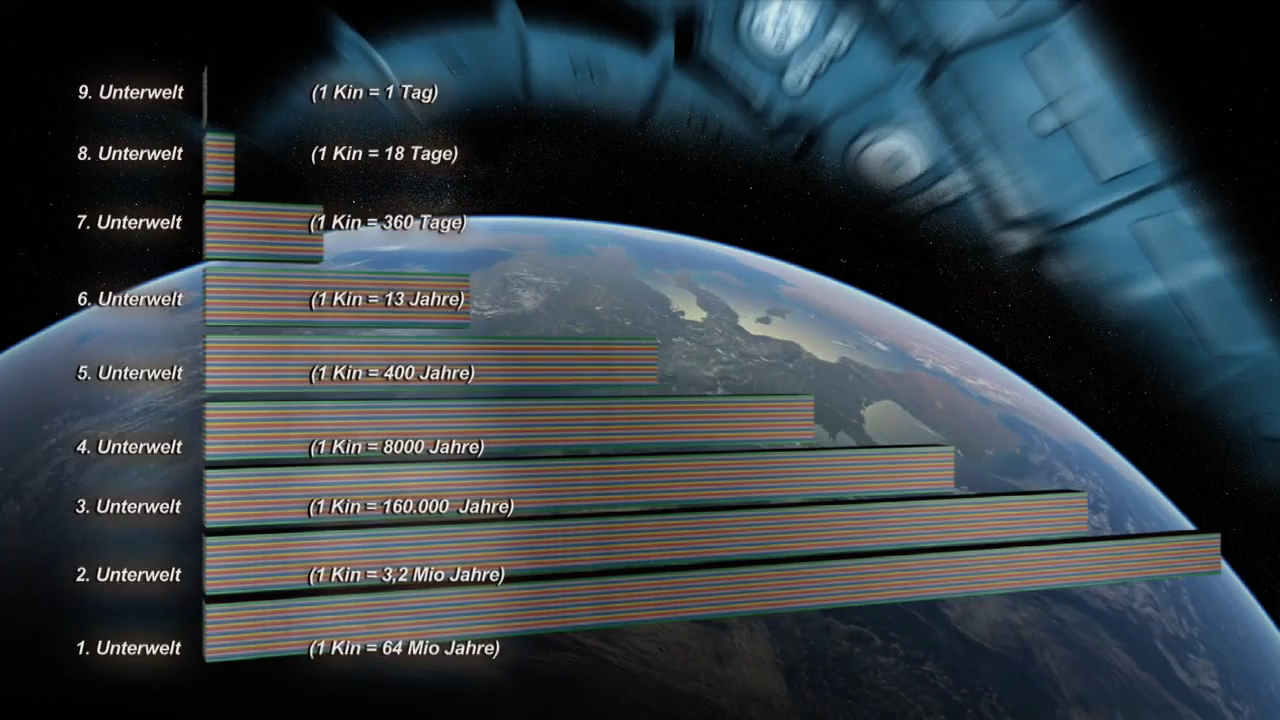 9. Unterwelt (1 Kin = 1 Tag)
8. Unterwelt (1 Kin = 18 Tage)
7. Unterwelt (1 Kin = 360 Tage)
6. Unterwelt (1 Kin = 13 Jahre)
5. Unterwelt (1 Kin = 400 Jahre)
4. Unterwelt (1 Kin = 8000 Jahre)
3. Unterwelt (1 Kin = 160.000 Jahre)
2. Unterwelt (1 Kin = 3,2 Mio Jahre)
1. Unterwelt (1 Kin = 64 Mio Jahre)